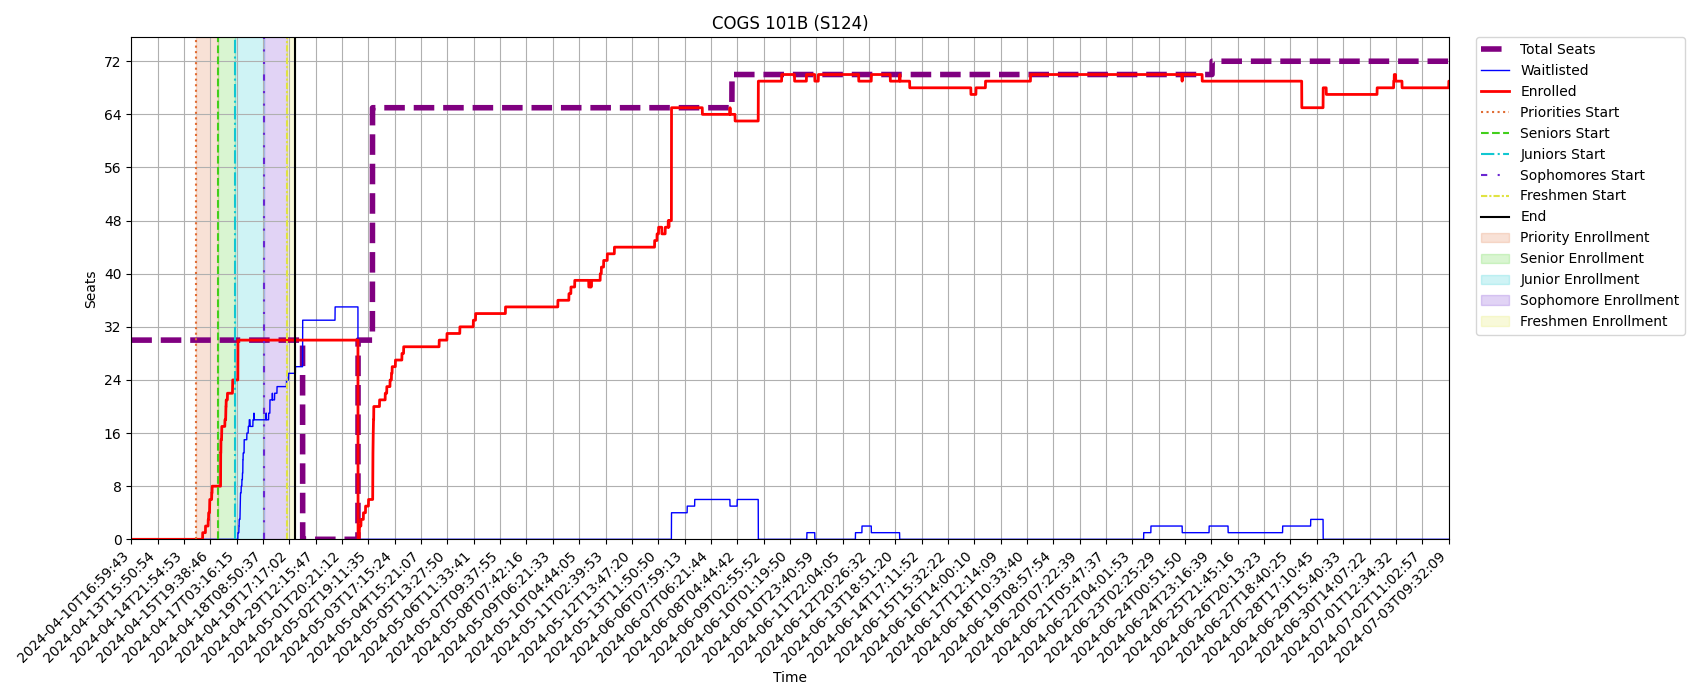 COGS 101B (S124)
Total Seats
Waitlisted
Enrolled
Priorities Start
Seniors Start
Juniors Start
Sophomores Start
Freshmen Start
End
Priority Enrollment
Senior Enrollment
Junior Enrollment
Sophomore Enrollment
Freshmen Enrollment
Seats
72
64
56
48
40
32
24
16
8
0
2024-04-10T16:59:43
2024-04-13T15:50:54
2024-04-14T21:54:53
2024-04-15T19:38:46
2024-04-17T03:16:15
2024-04-18T08:50:37
2024-04-19T17:17:02
2024-04-29T12:15:47
2024-05-01T20:21:12
2024-05-02T19:11:35
2024-05-03T17:15:24
2024-05-04T15:21:07
2024-05-05T13:27:50
2024-05-06T11:33:41
2024-05-07T09:37:55
2024-05-08T07:42:16
2024-05-09T06:21:33
2024-05-10T04:44:05
2024-05-11T02:39:53
2024-05-12T13:47:20
2024-05-13T11:50:50
2024-06-06T07:59:13
2024-06-07T06:21:44
2024-06-08T04:44:42
2024-06-09T02:55:52
2024-06-10T01:19:50
2024-06-10T23:40:59
2024-06-11T22:04:05
2024-06-12T20:26:32
2024-06-13T18:51:20
2024-06-14T17:11:52
2024-06-15T15:32:22
2024-06-16T14:00:10
2024-06-17T12:14:09
2024-06-18T10:33:40
2024-06-19T08:57:54
2024-06-20T07:22:39
2024-06-21T05:47:37
2024-06-22T04:01:53
2024-06-23T02:25:29
2024-06-24T00:51:50
2024-06-24T23:16:39
2024-06-25T21:45:16
2024-06-26T20:13:23
2024-06-27T18:40:25
2024-06-28T17:10:45
2024-06-29T15:40:33
2024-06-30T14:07:22
2024-07-01T12:34:32
2024-07-02T11:02:57
2024-07-03T09:32:09
Time